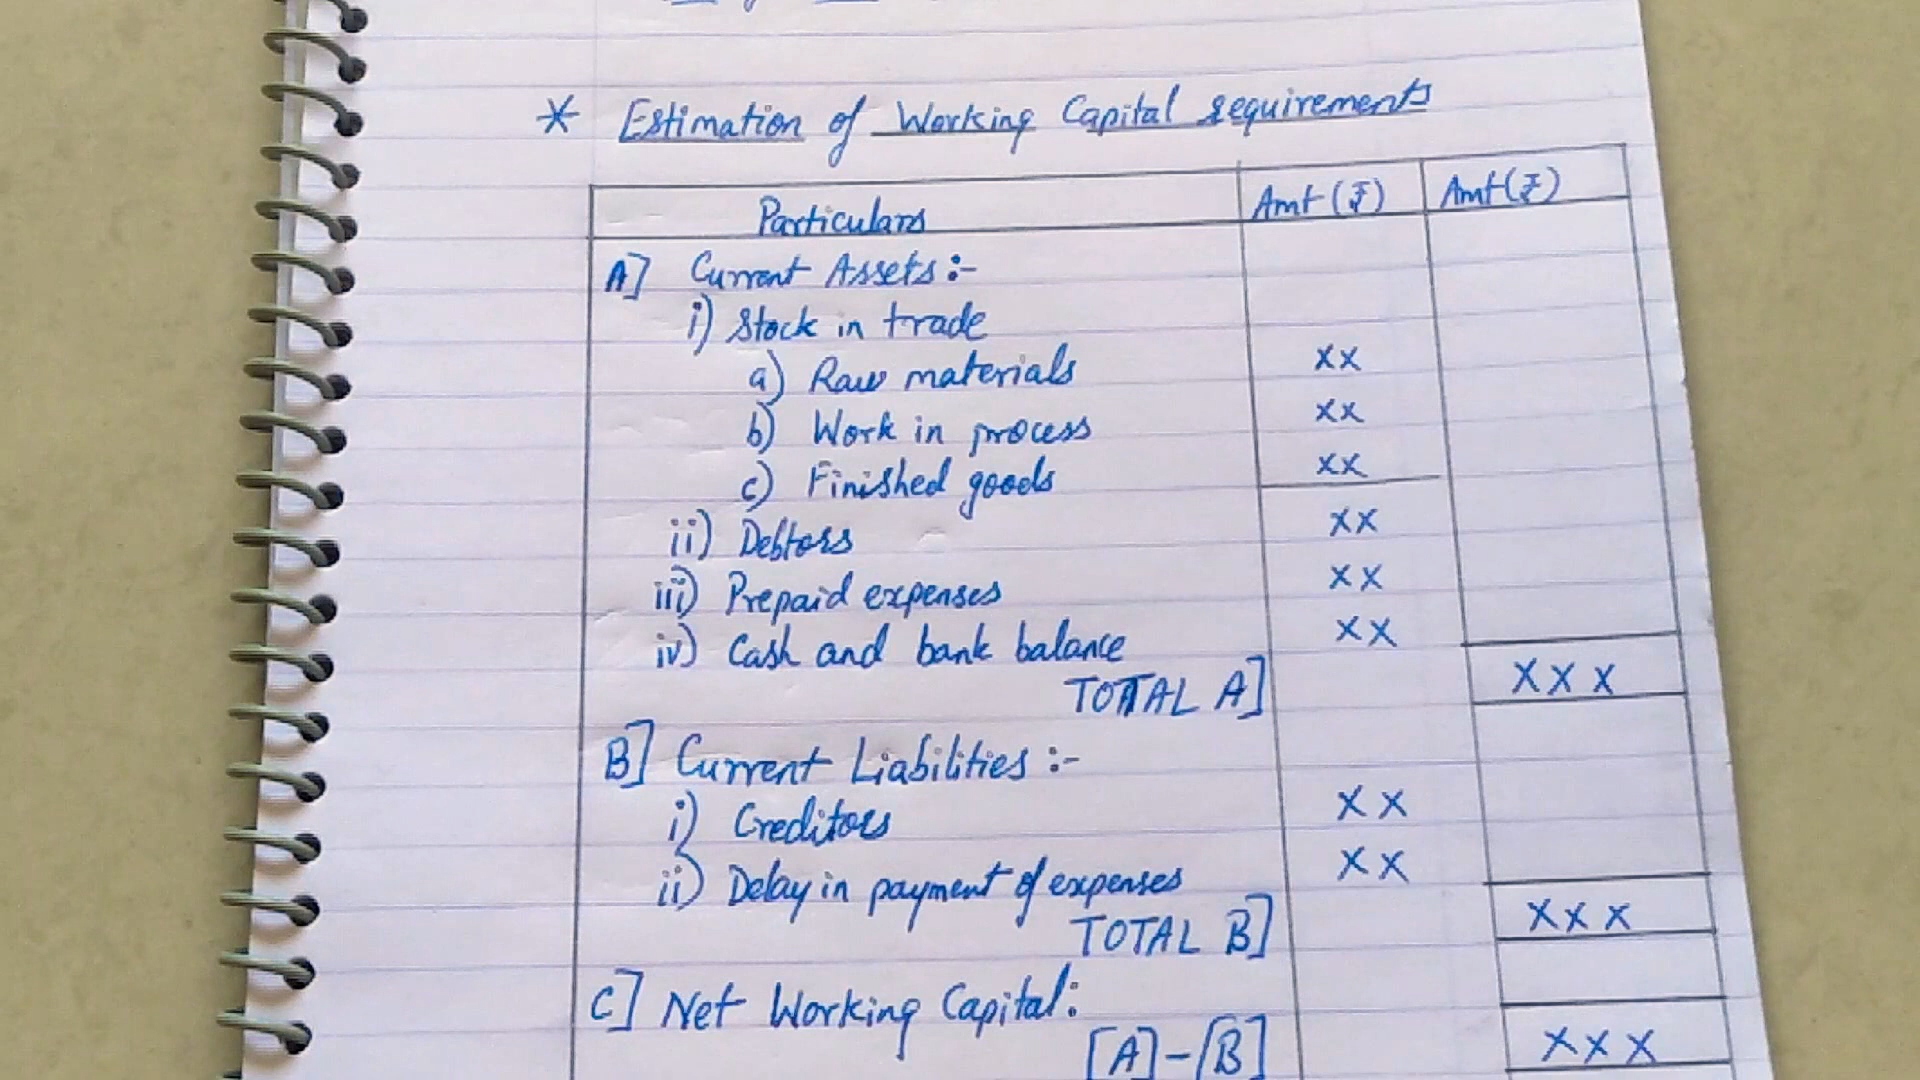 * Estimation of Working Capital requirements
Particulars Amt (₹) Amt (₹)
A] Current Assets :-
i) Stock in trade
a) Raw materials XX
b) Work in process XX
c) Finished goods XX
ii) Debtors XX
iii) Prepaid expenses XX
iv) Cash and bank balance XX
TOTAL A] XXX
B] Current Liabilities :-
i) Creditors XX
ii) Delay in payment of expenses XX
TOTAL B] XXX
C] Net Working Capital:
[A]-[B] XXX